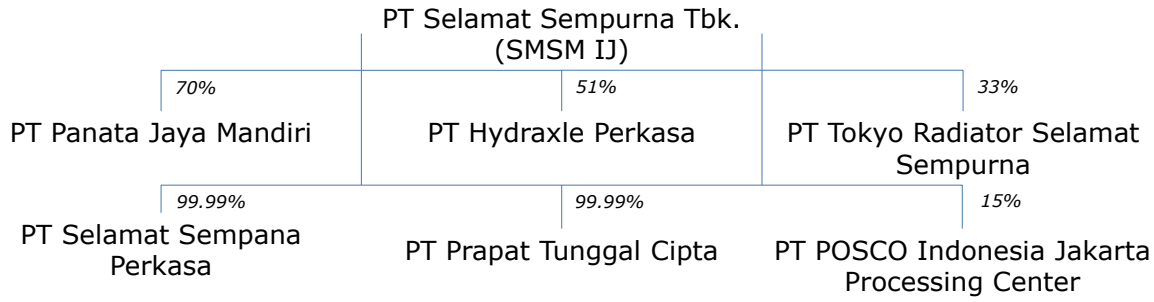 PT Selamat Sempurna Tbk.
(SMSM IJ)
70%
51%
33%
PT Panata Jaya Mandiri
PT Hydraxle Perkasa
PT Tokyo Radiator Selamat
Sempurna
99.99%
99.99%
15%
PT Selamat Sempana
Perkasa
PT Prapat Tunggal Cipta
PT POSCO Indonesia Jakarta
Processing Center